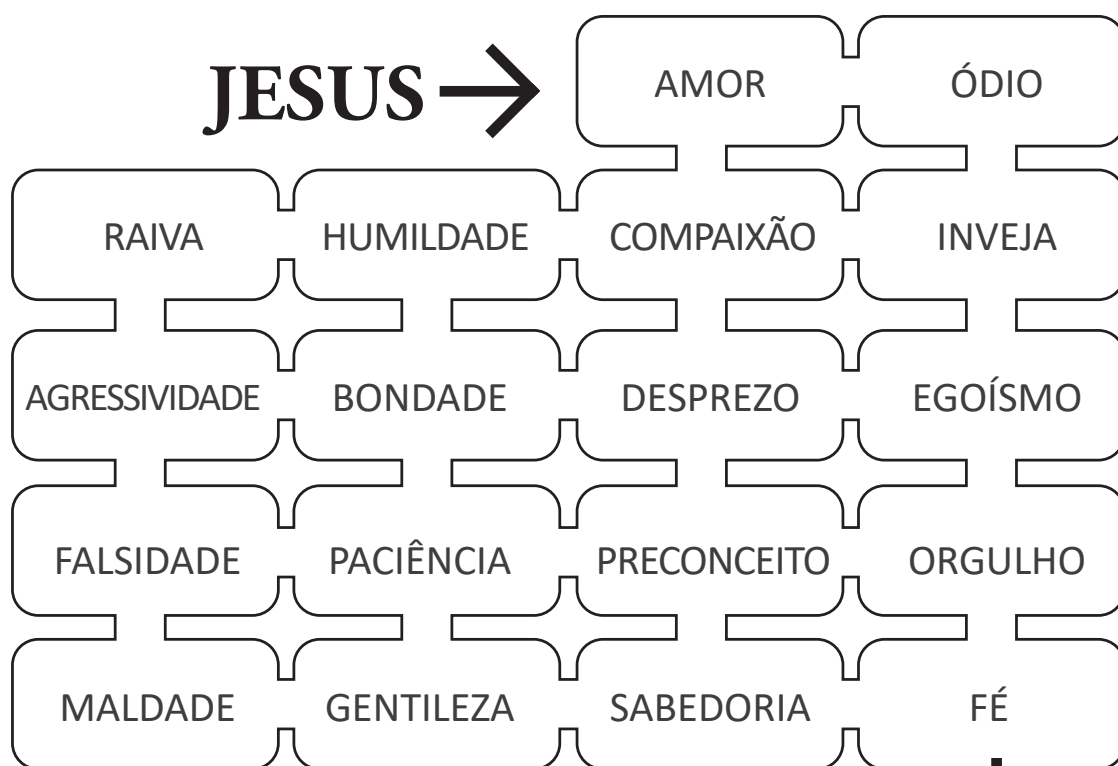 JESUS AMOR ÓDIO
RAIVA HUMILDADE COMPAIXÃO INVEJA
AGRESSIVIDADE BONDADE DESPREZO EGOÍSMO
FALSIDADE PACIÊNCIA PRECONCEITO ORGULHO
MALDADE GENTILEZA SABEDORIA FÉ